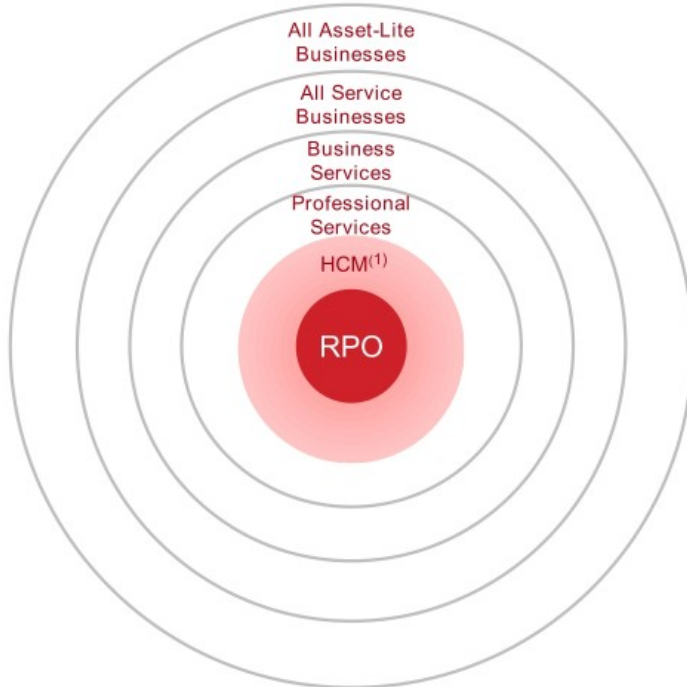 All Asset-Lite
Businesses
All Service
Businesses
Business
Services
Professional
Services
HCM(1)
RPO